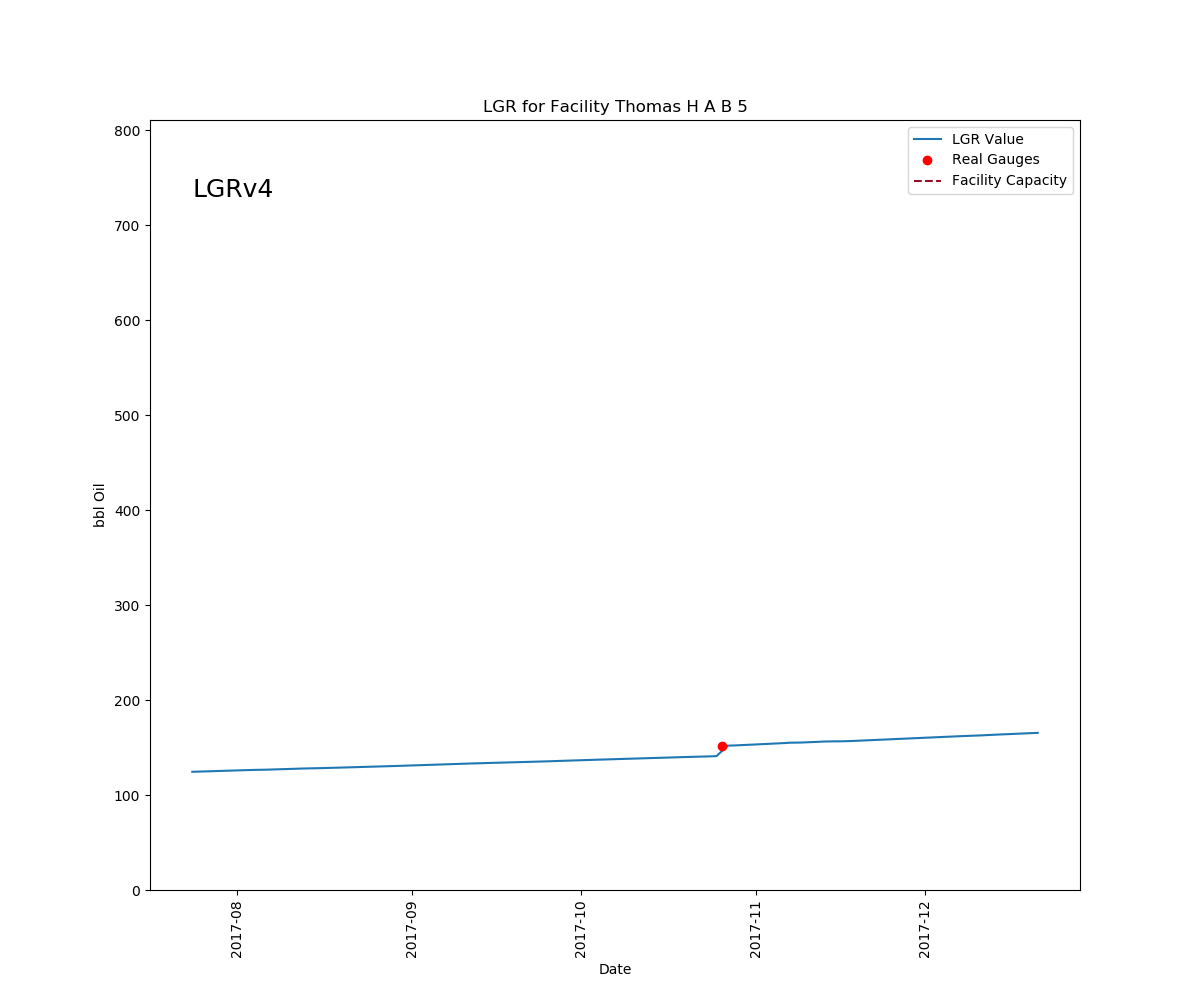 LGR for Facility Thomas H A B 5
LGRv4
LGR Value
Real Gauges
Facility Capacity
800
700
600
500
400
300
200
100
0
bbl Oil
2017-08
2017-09
2017-10
2017-11
2017-12
Date